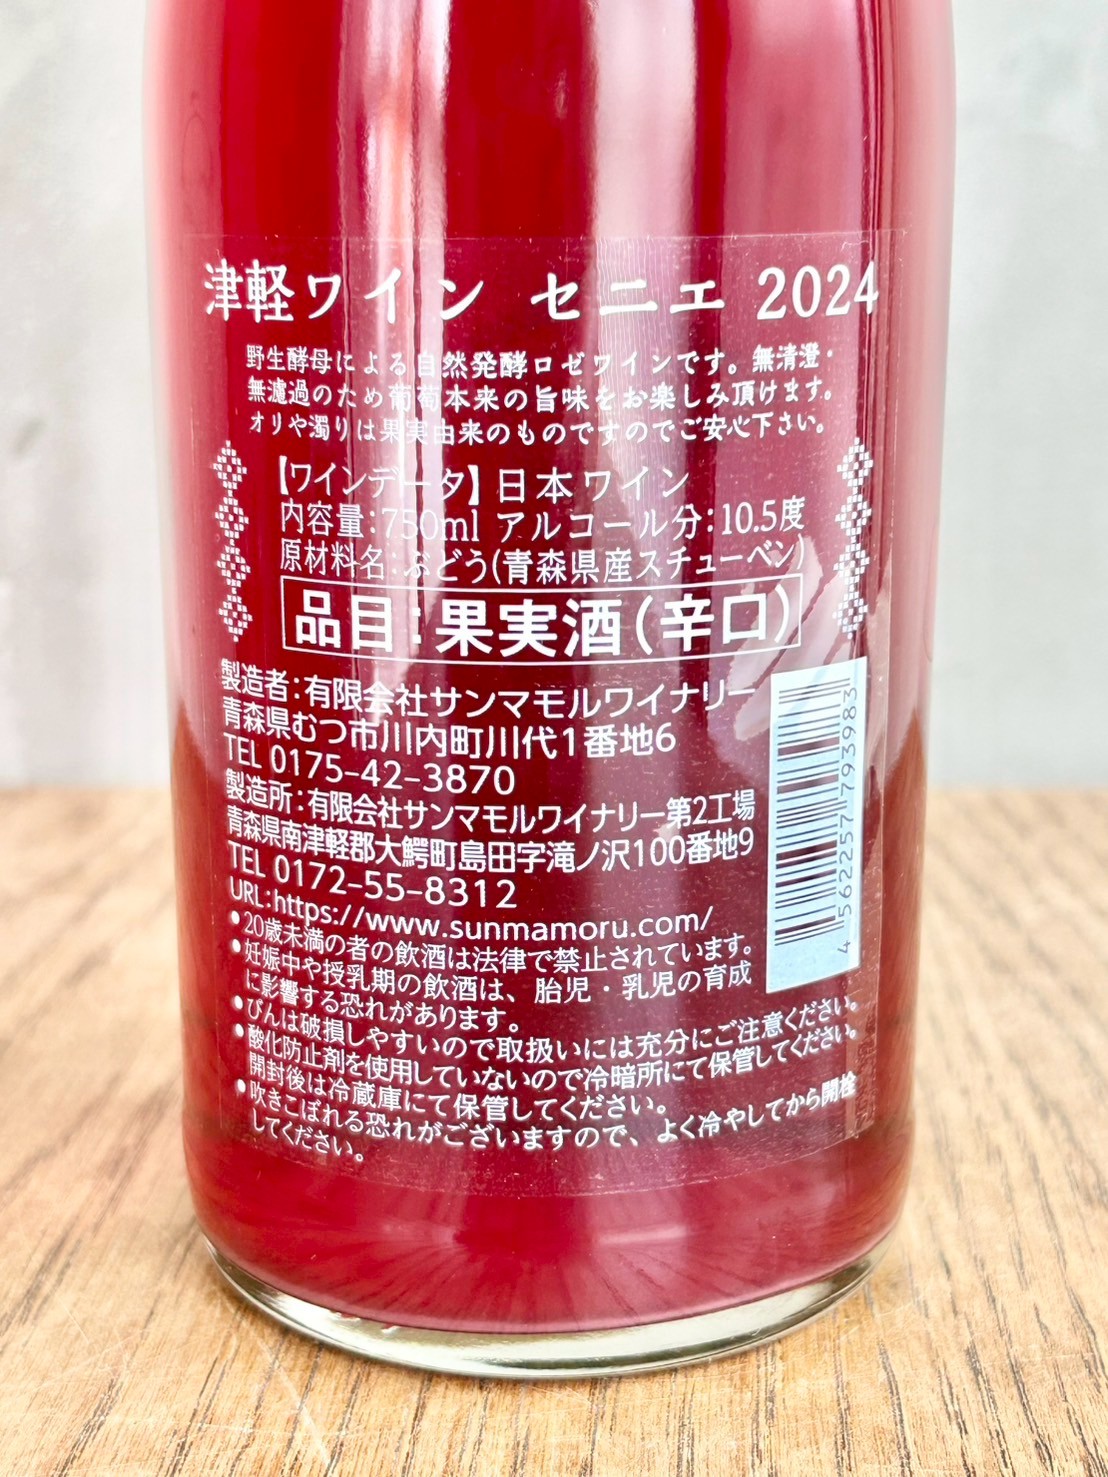 津軽ワイン セニエ 2024
野生酵母による自然発酵ロゼワインです。無清澄・
無濾過のため葡萄本来の旨味をお楽しみ頂けます。
オリや濁りは果実由来のものですのでご安心下さい。
【ワインデータ】日本ワイン
内容量:750ml アルコール分:10.5度
原材料名:ぶどう(青森県産スチューベン)
品目:果実酒(辛口)
製造者:有限会社サンマモルワイナリー
青森県むつ市川内町川代1番地6
TEL 0175-42-3870
製造所:有限会社サンマモルワイナリー第2工場
青森県南津軽郡大鰐町島田字滝ノ沢100番地9
TEL 0172-55-8312
URL:https://www.sunmamoru.com/
●20歳未満の者の飲酒は法律で禁止されています。
●妊娠中や授乳期の飲酒は、胎児・乳児の育成
に影響する恐れがあります。
●びんは破損しやすいので取扱いには充分にご注意ください。
●酸化防止剤を使用していないので冷暗所にて保管してください。
開封後は冷蔵庫にて保管してください。
●吹きこぼれる恐れがございますので、よく冷やしてから開栓
してください。
4 562257 793983